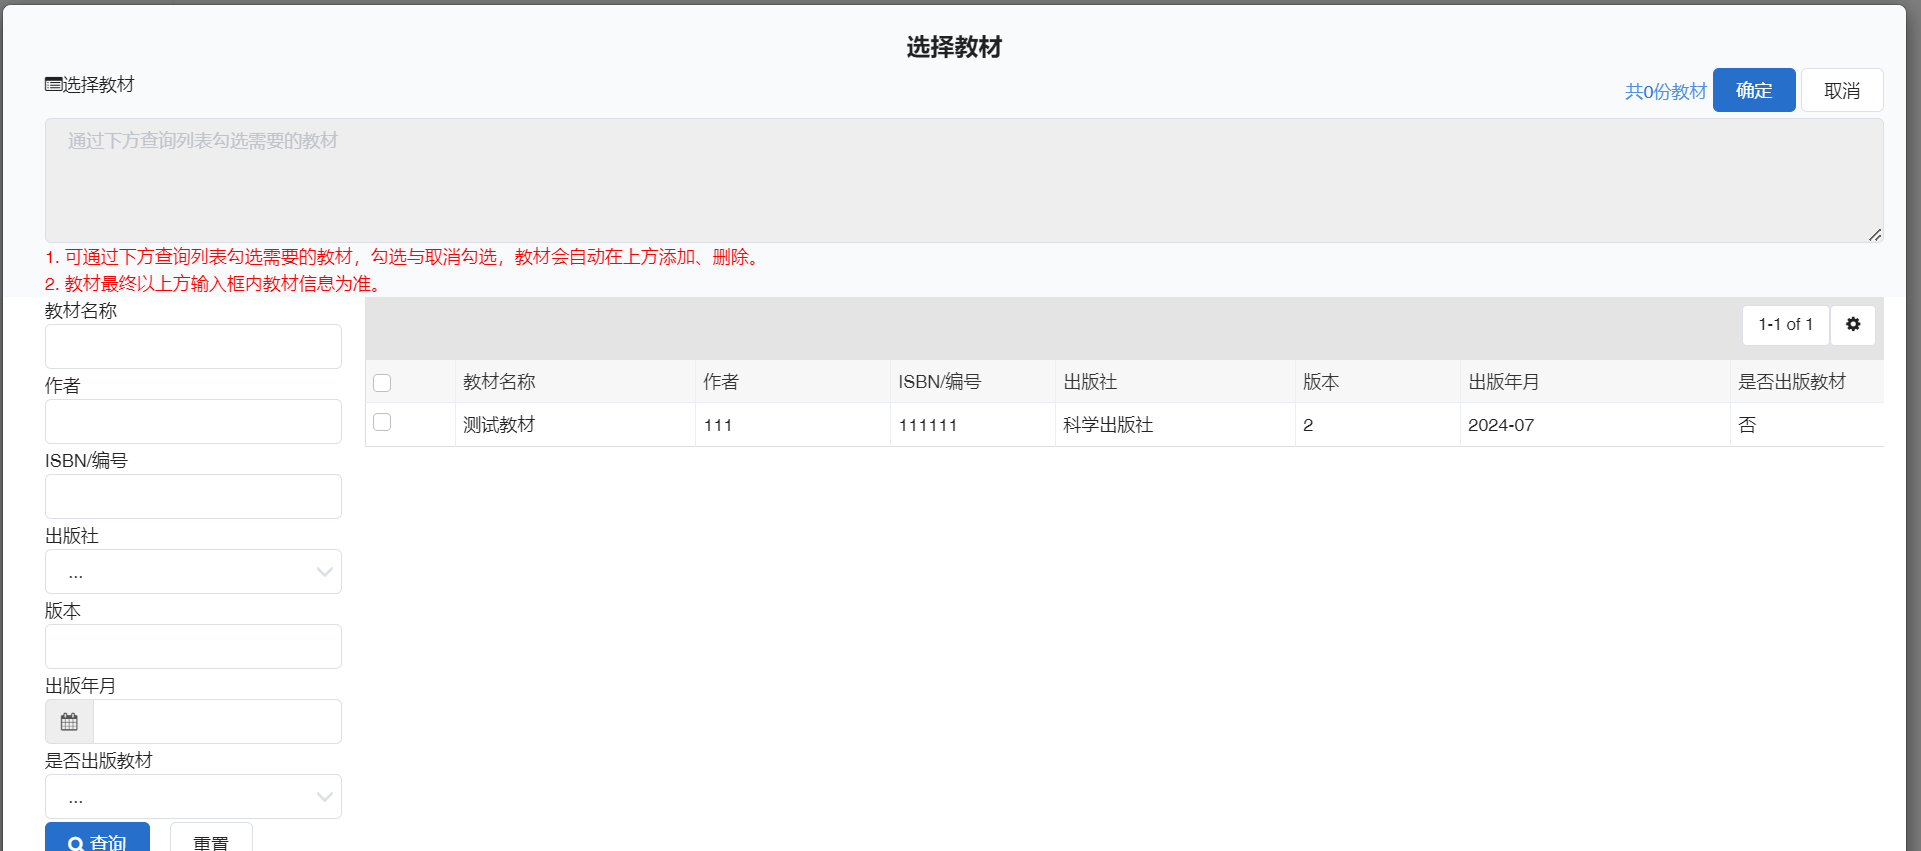 选择教材
选择教材
共0份教材 确定 取消
通过下方查询列表勾选需要的教材
1. 可通过下方查询列表勾选需要的教材，勾选与取消勾选，教材会自动在上方添加、删除。
2. 教材最终以上方输入框内教材信息为准。
教材名称
作者
ISBN/编号
出版社
...
版本
出版年月
是否出版教材
...
查询 重置
1-1 of 1
教材名称 作者 ISBN/编号 出版社 版本 出版年月 是否出版教材
测试教材 111 111111 科学出版社 2 2024-07 否